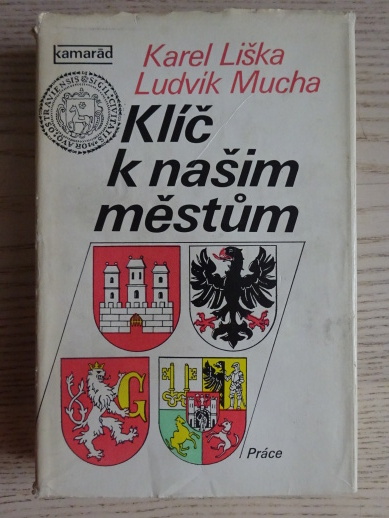 kamarád
Karel Liška
Ludvík Mucha
Klíč
k našim
městům
G
Práce